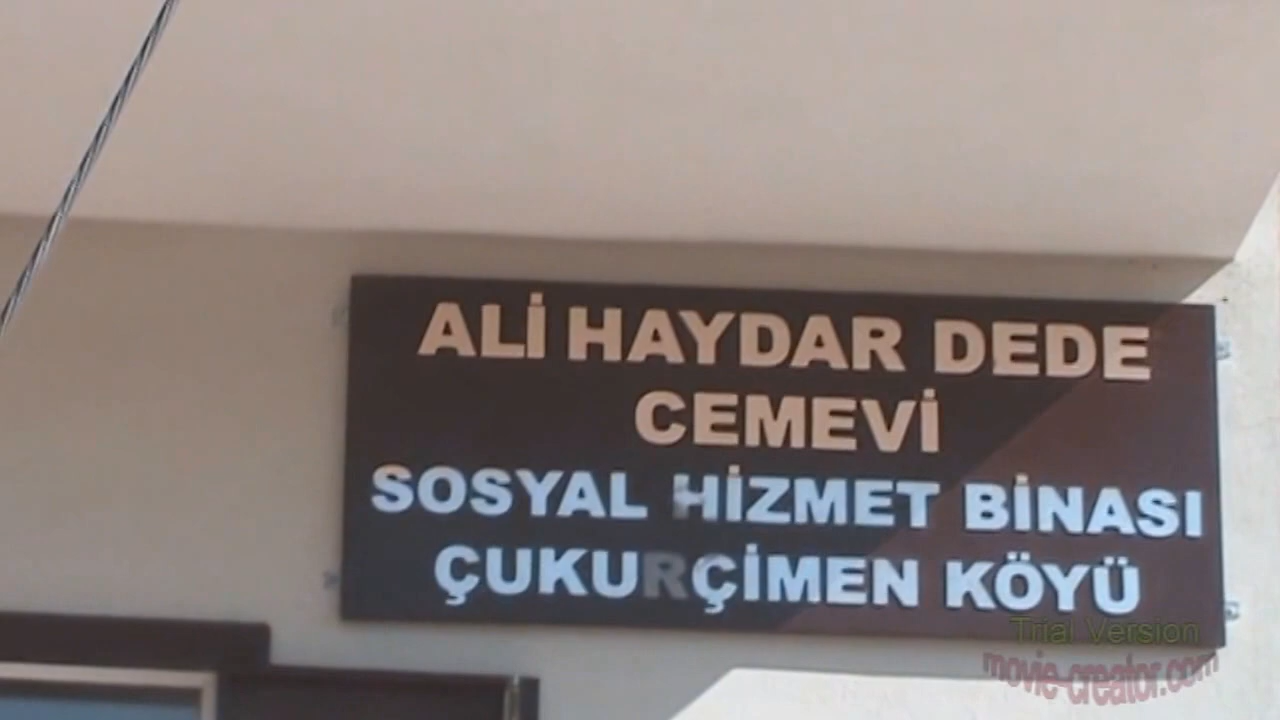 ALİ HAYDAR DEDE
CEMEVİ
SOSYAL HİZMET BİNASI
ÇUKURÇİMEN KÖYÜ
Trial Version
movie-creator.com